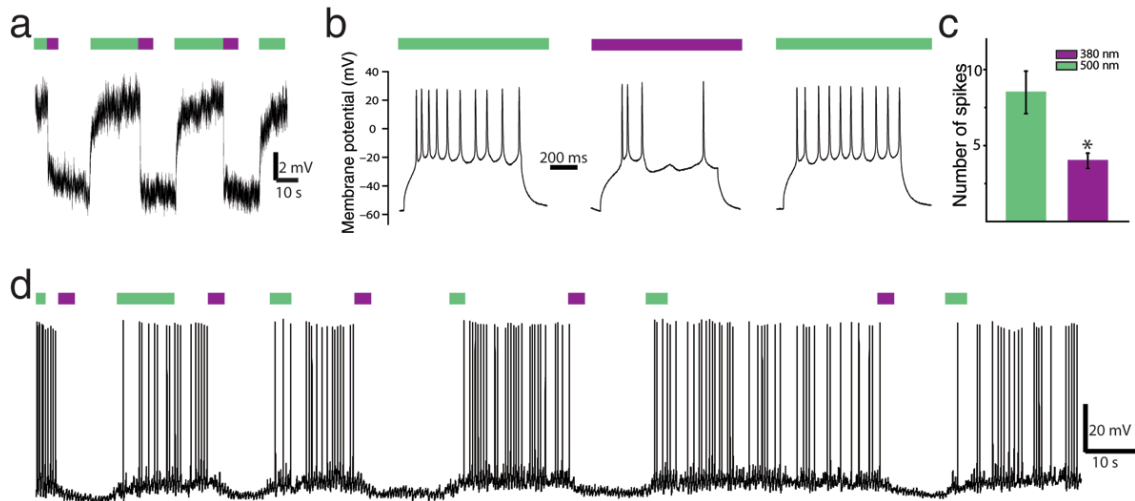 a
2 mV
10 s
b
Membrane potential (mV)
40
20
0
−20
−40
−60
200 ms
c
Number of spikes
10
5
380 nm
500 nm
*
d
20 mV
10 s